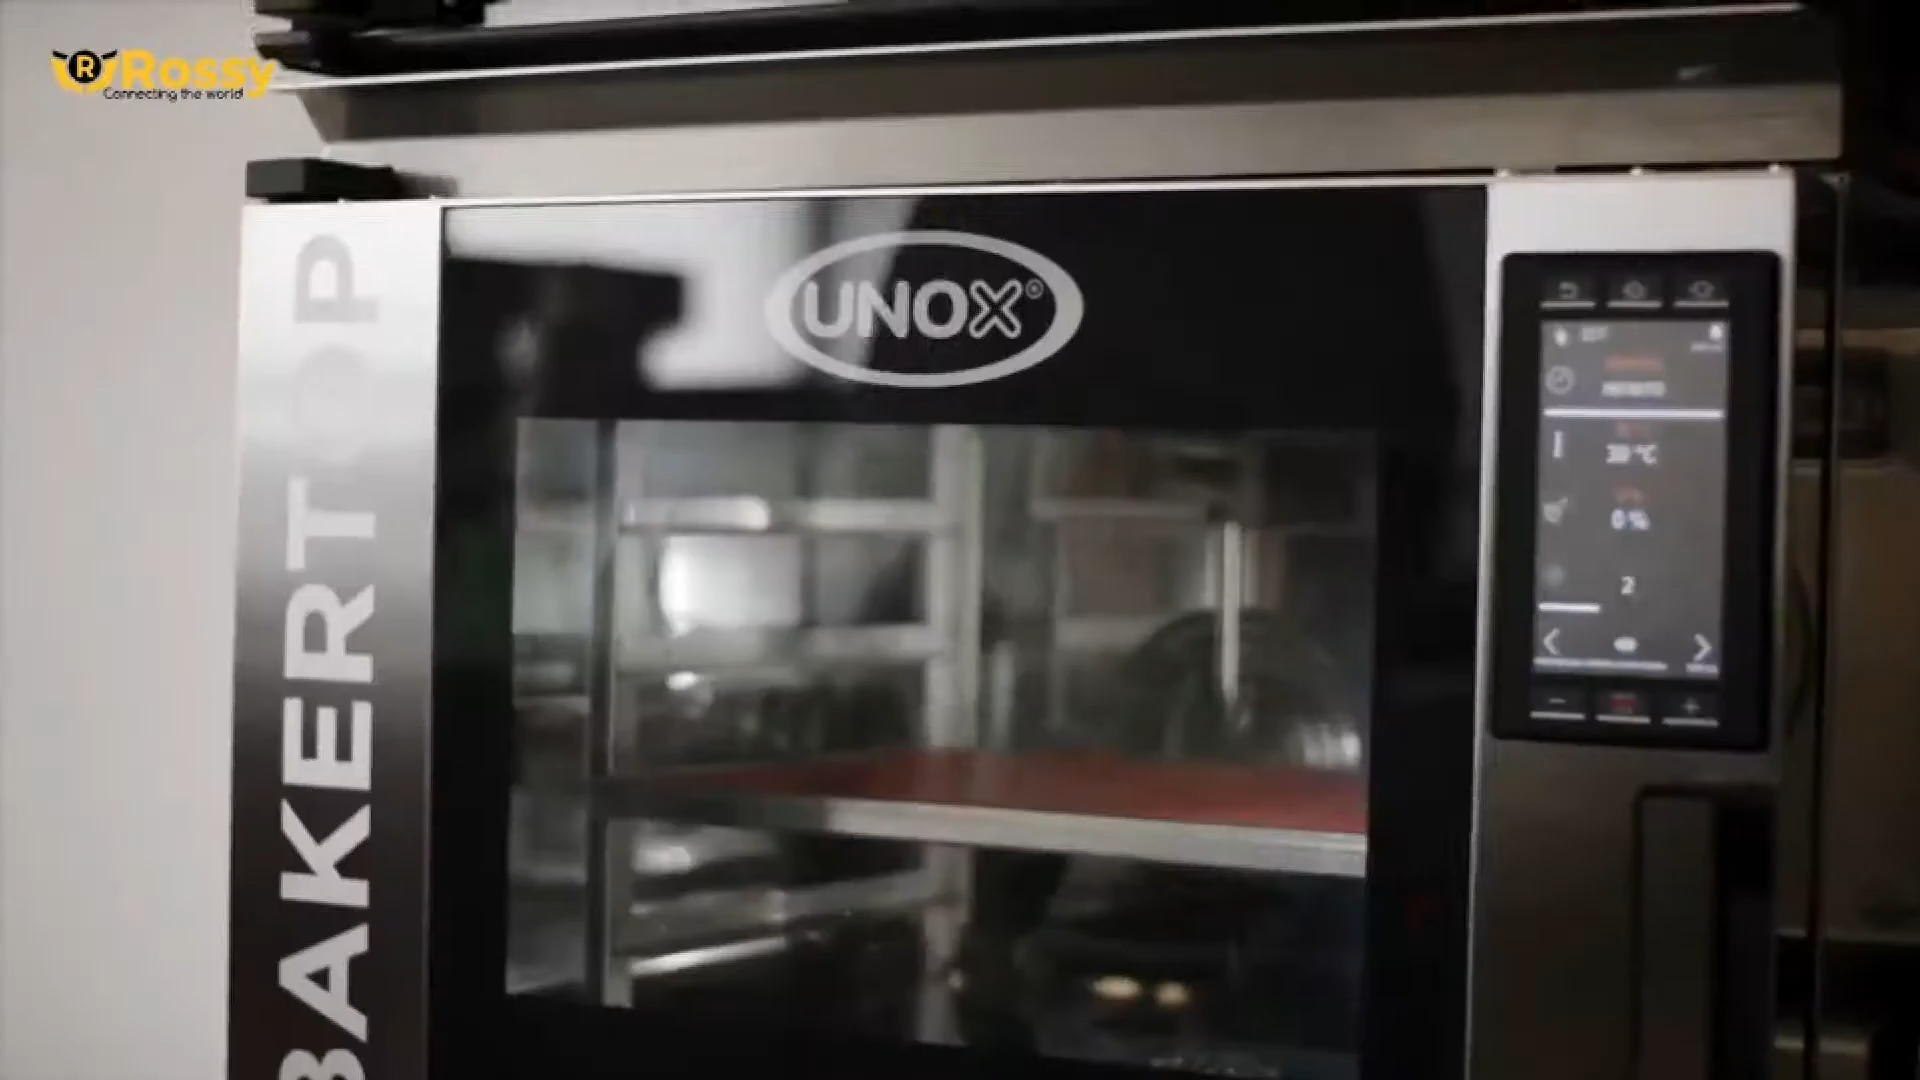 Rossy
Connecting the world
UNOX
BAKERTOP
30 °C
0 %
2